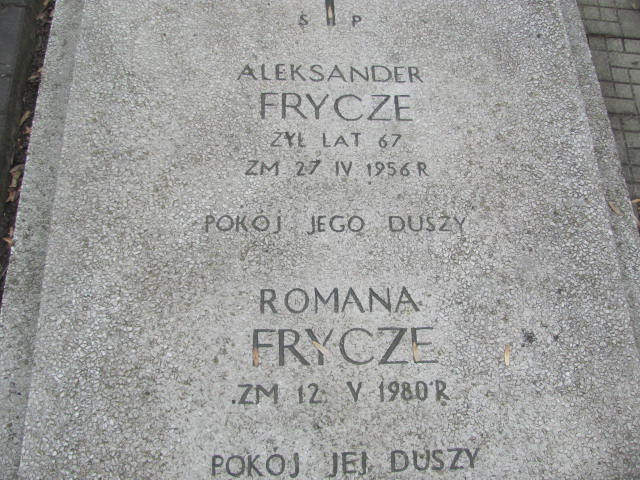 Ś P
ALEKSANDER
FRYCZE
ŻYŁ LAT 67
ZM 27 IV 1956 R
POKÓJ JEGO DUSZY
ROMANA
FRYCZE
ZM 12 V 1980 R
POKÓJ JEJ DUSZY